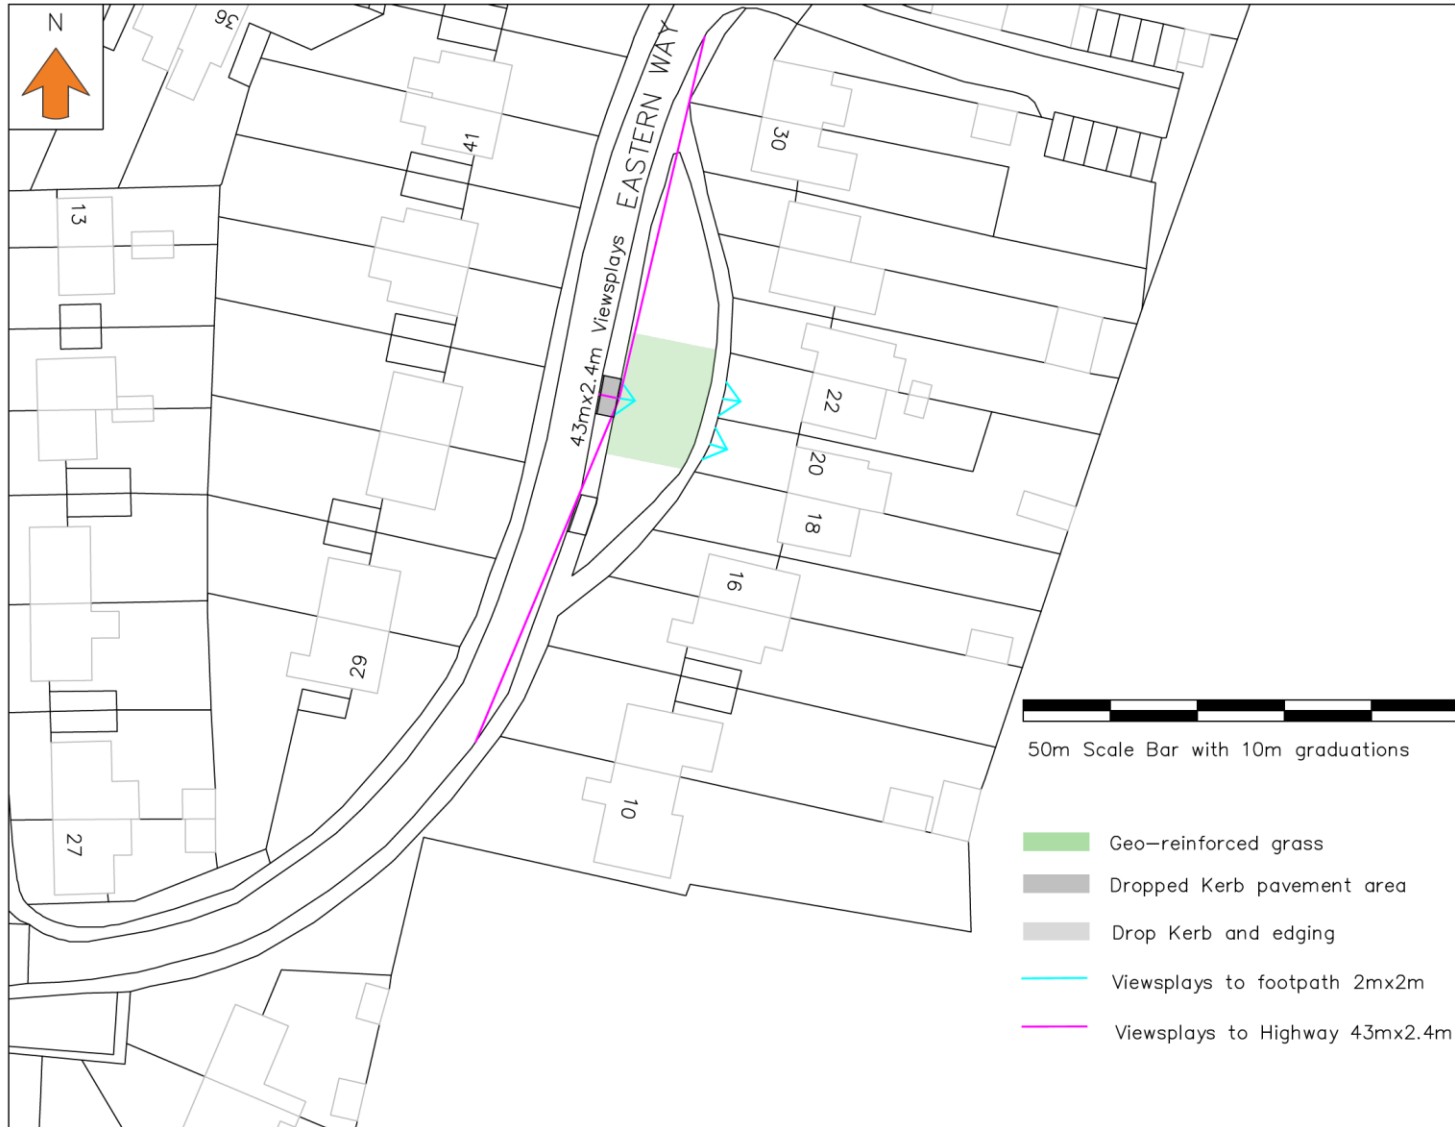 N
36
EASTERN WAY
41
30
13
43mx2.4m Viewsplays
22
20
18
16
29
10
27
50m Scale Bar with 10m graduations
Geo-reinforced grass
Dropped Kerb pavement area
Drop Kerb and edging
Viewsplays to footpath 2mx2m
Viewsplays to Highway 43mx2.4m